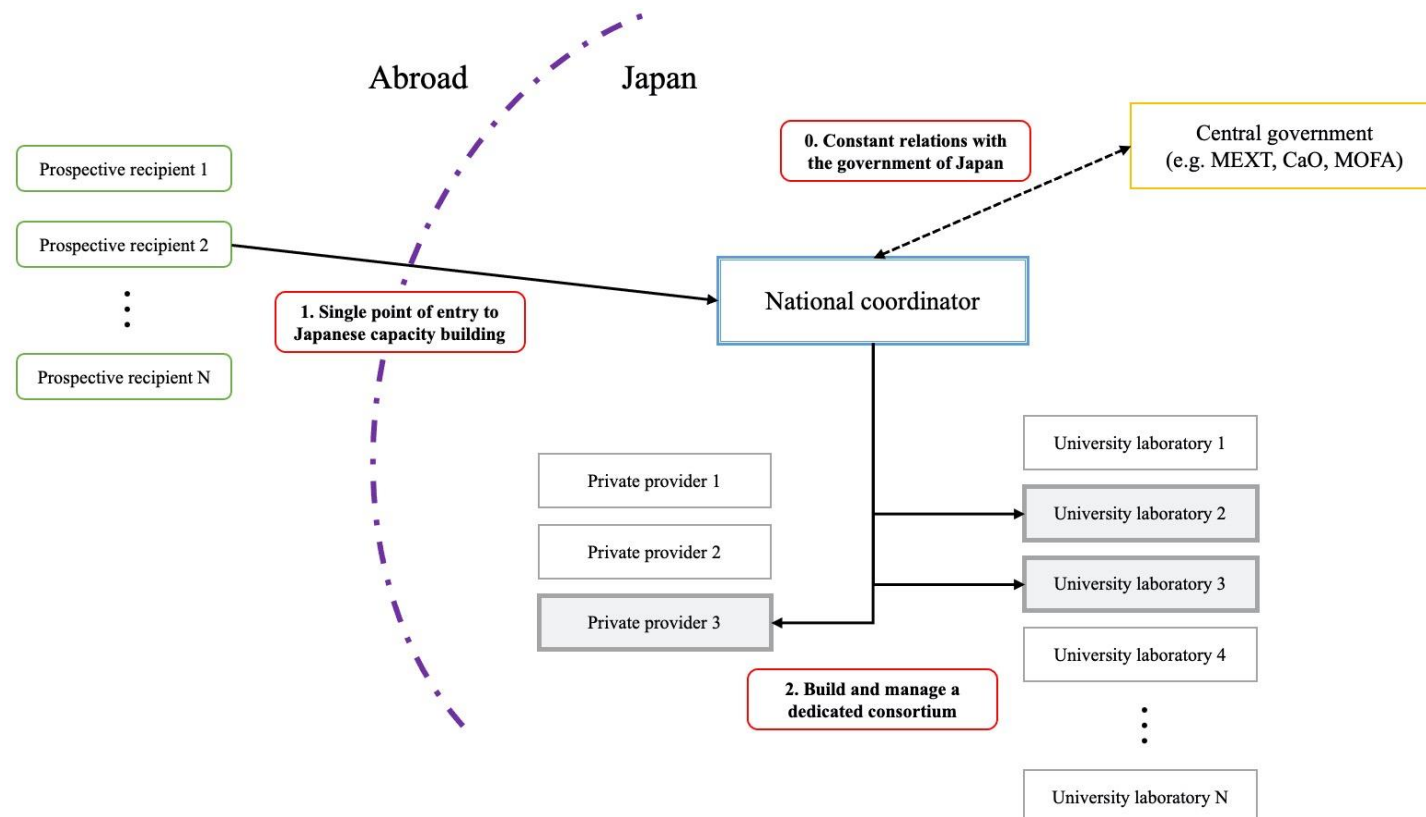 Abroad
Japan
0. Constant relations with
the government of Japan
Central government
(e.g. MEXT, CaO, MOFA)
Prospective recipient 1
Prospective recipient 2
Prospective recipient N
1. Single point of entry to
Japanese capacity building
National coordinator
Private provider 1
Private provider 2
Private provider 3
University laboratory 1
University laboratory 2
University laboratory 3
University laboratory 4
University laboratory N
2. Build and manage a
dedicated consortium